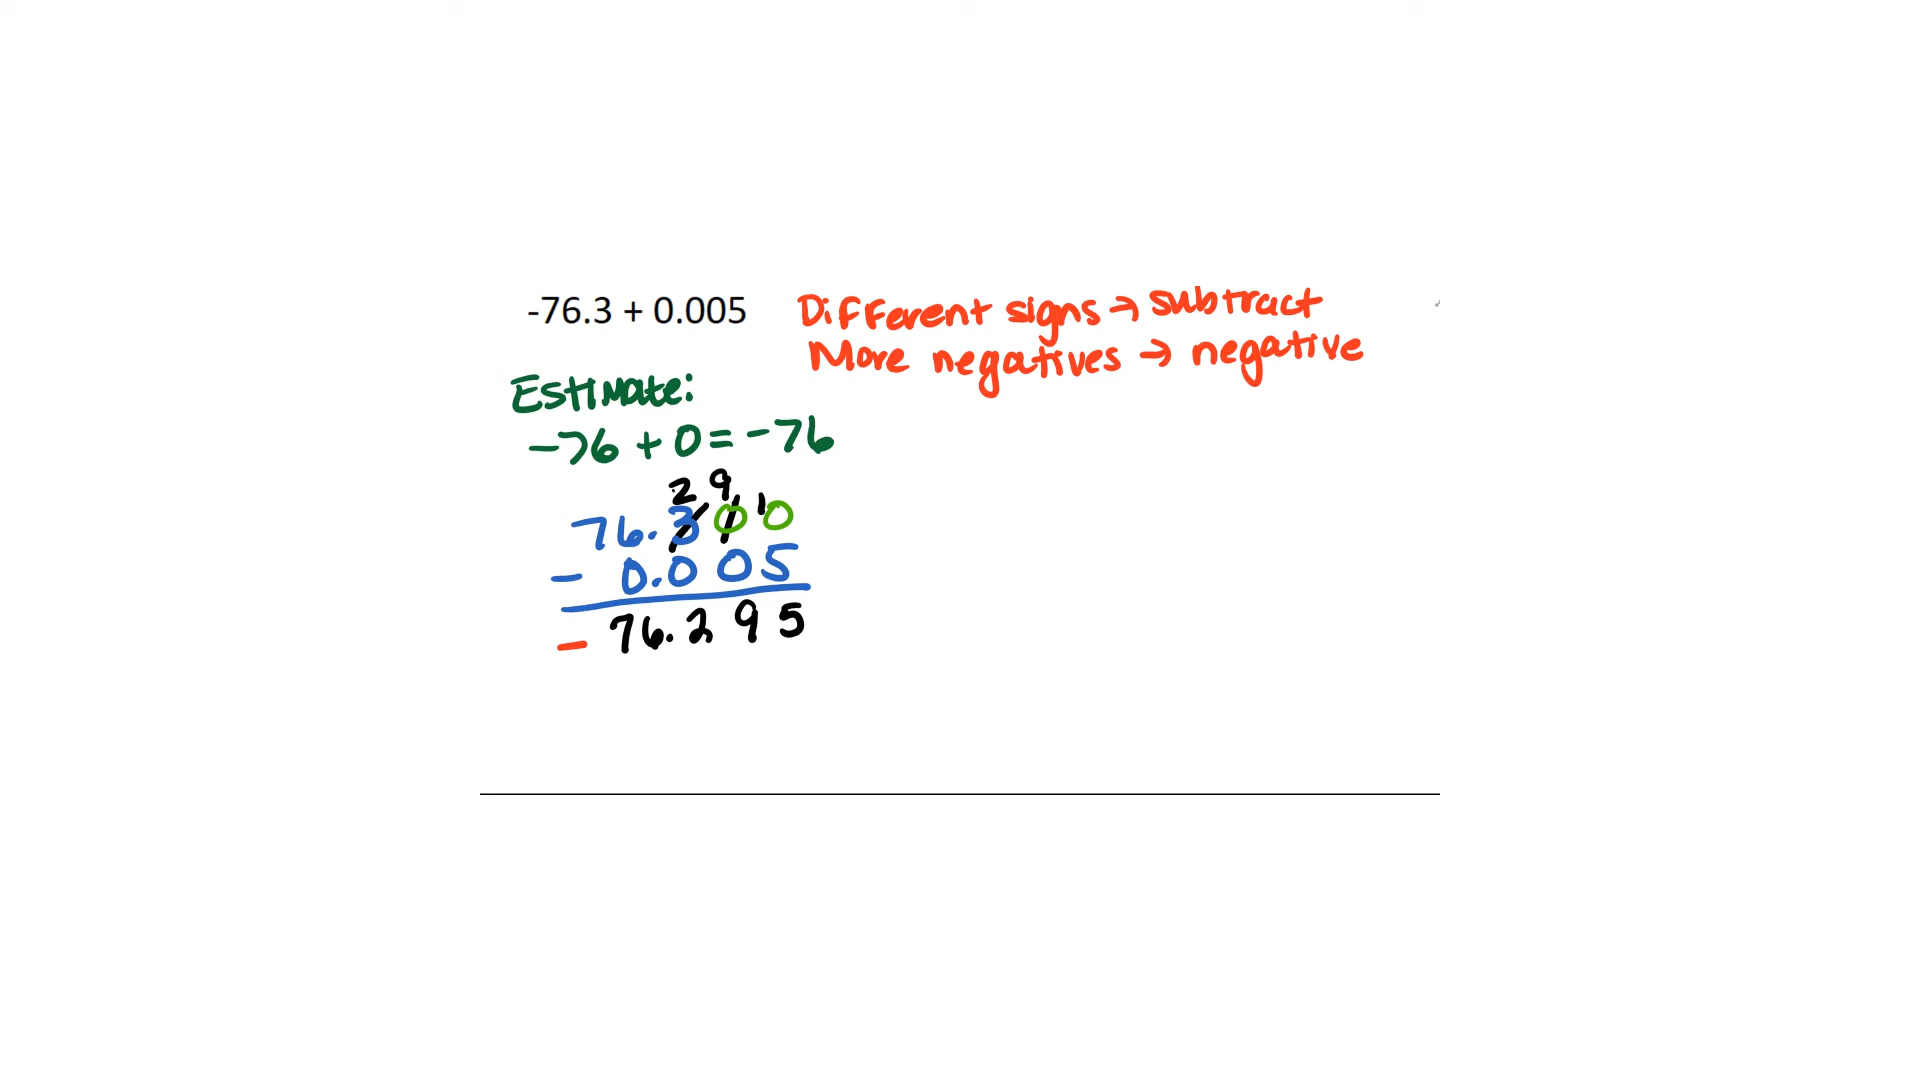 -76.3 + 0.005
Different signs → subtract
More negatives → negative
Estimate:
-76 + 0 = -76
2 9 1
76.300
- 0.005
- 76.295